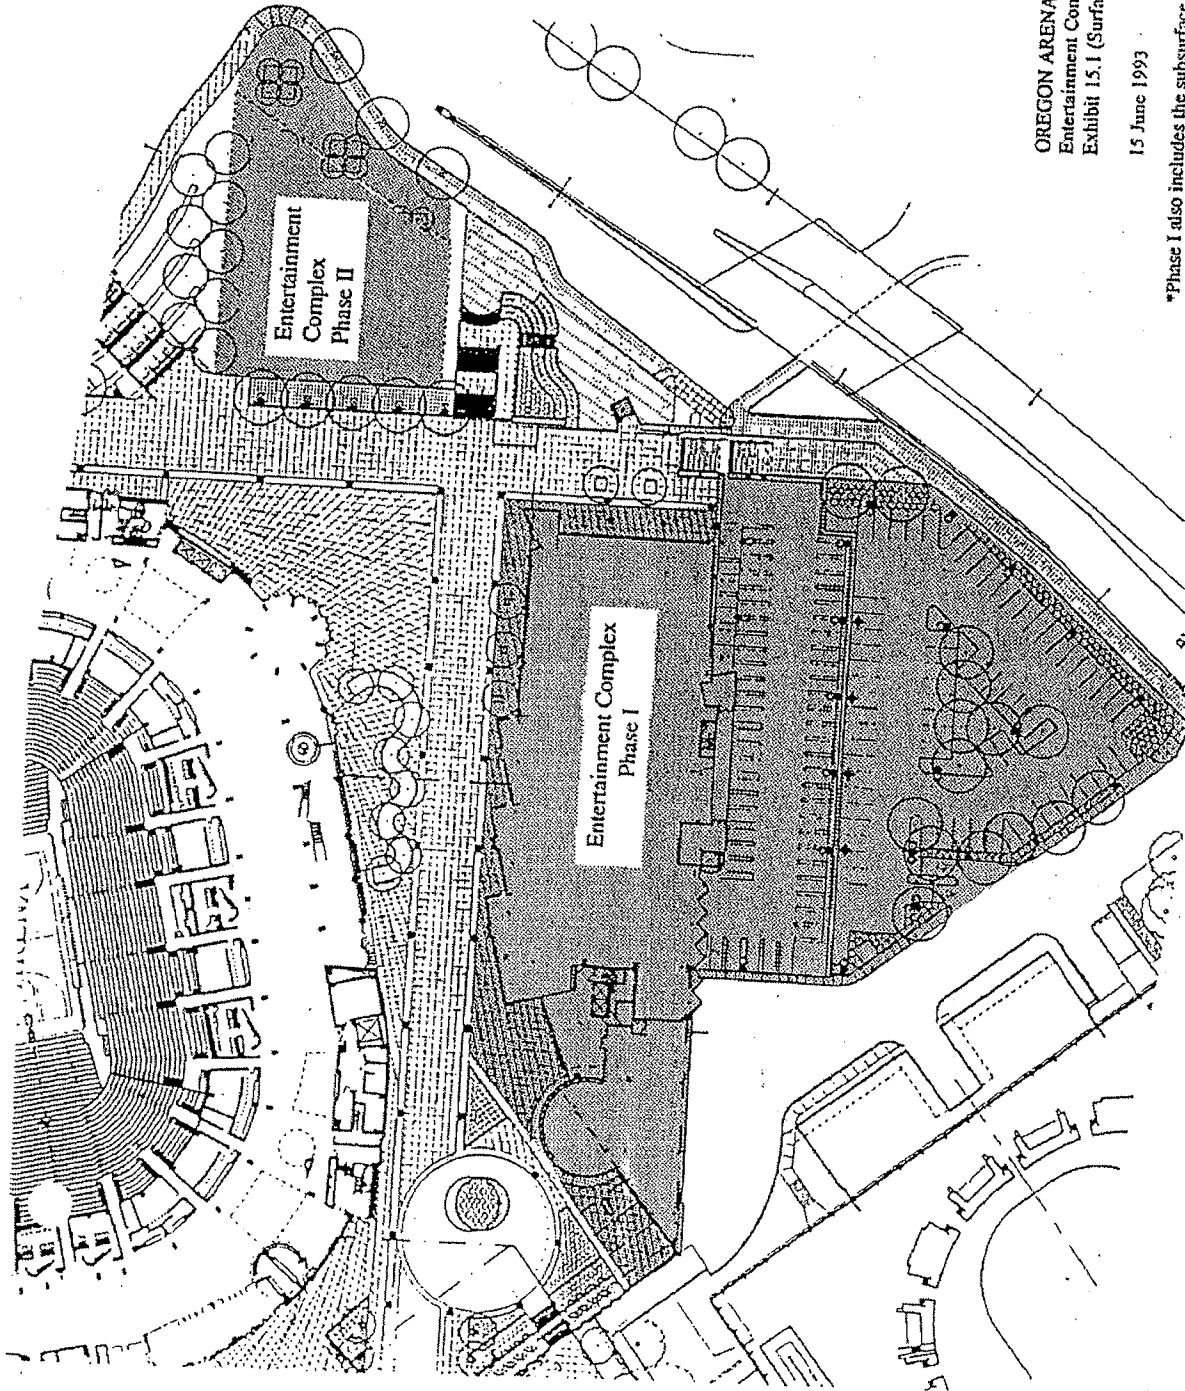 OREGON ARENA
Entertainment Con
Exhibit 15.1 (Surfa
15 June 1993
*Phase I also includes the subsurface
Entertainment
Complex
Phase II
Entertainment Complex
Phase I